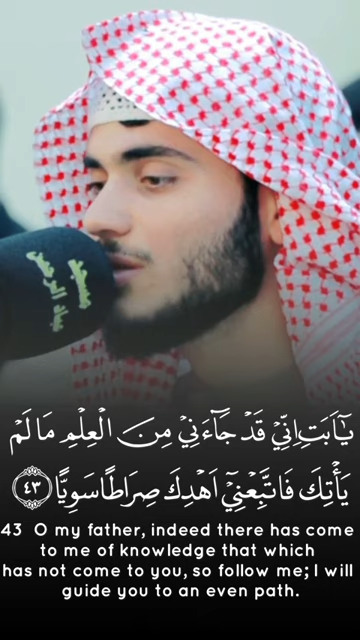 يٰٓاَبَتِ اِنِّيْ قَدْ جَآءَنِيْ مِنَ الْعِلْمِ مَا لَمْ
يَأْتِكَ فَاتَّبِعْنِيْٓ اَهْدِكَ صِرَاطًا سَوِيًّا ٤٣
43 O my father, indeed there has come
to me of knowledge that which
has not come to you, so follow me; I will
guide you to an even path.